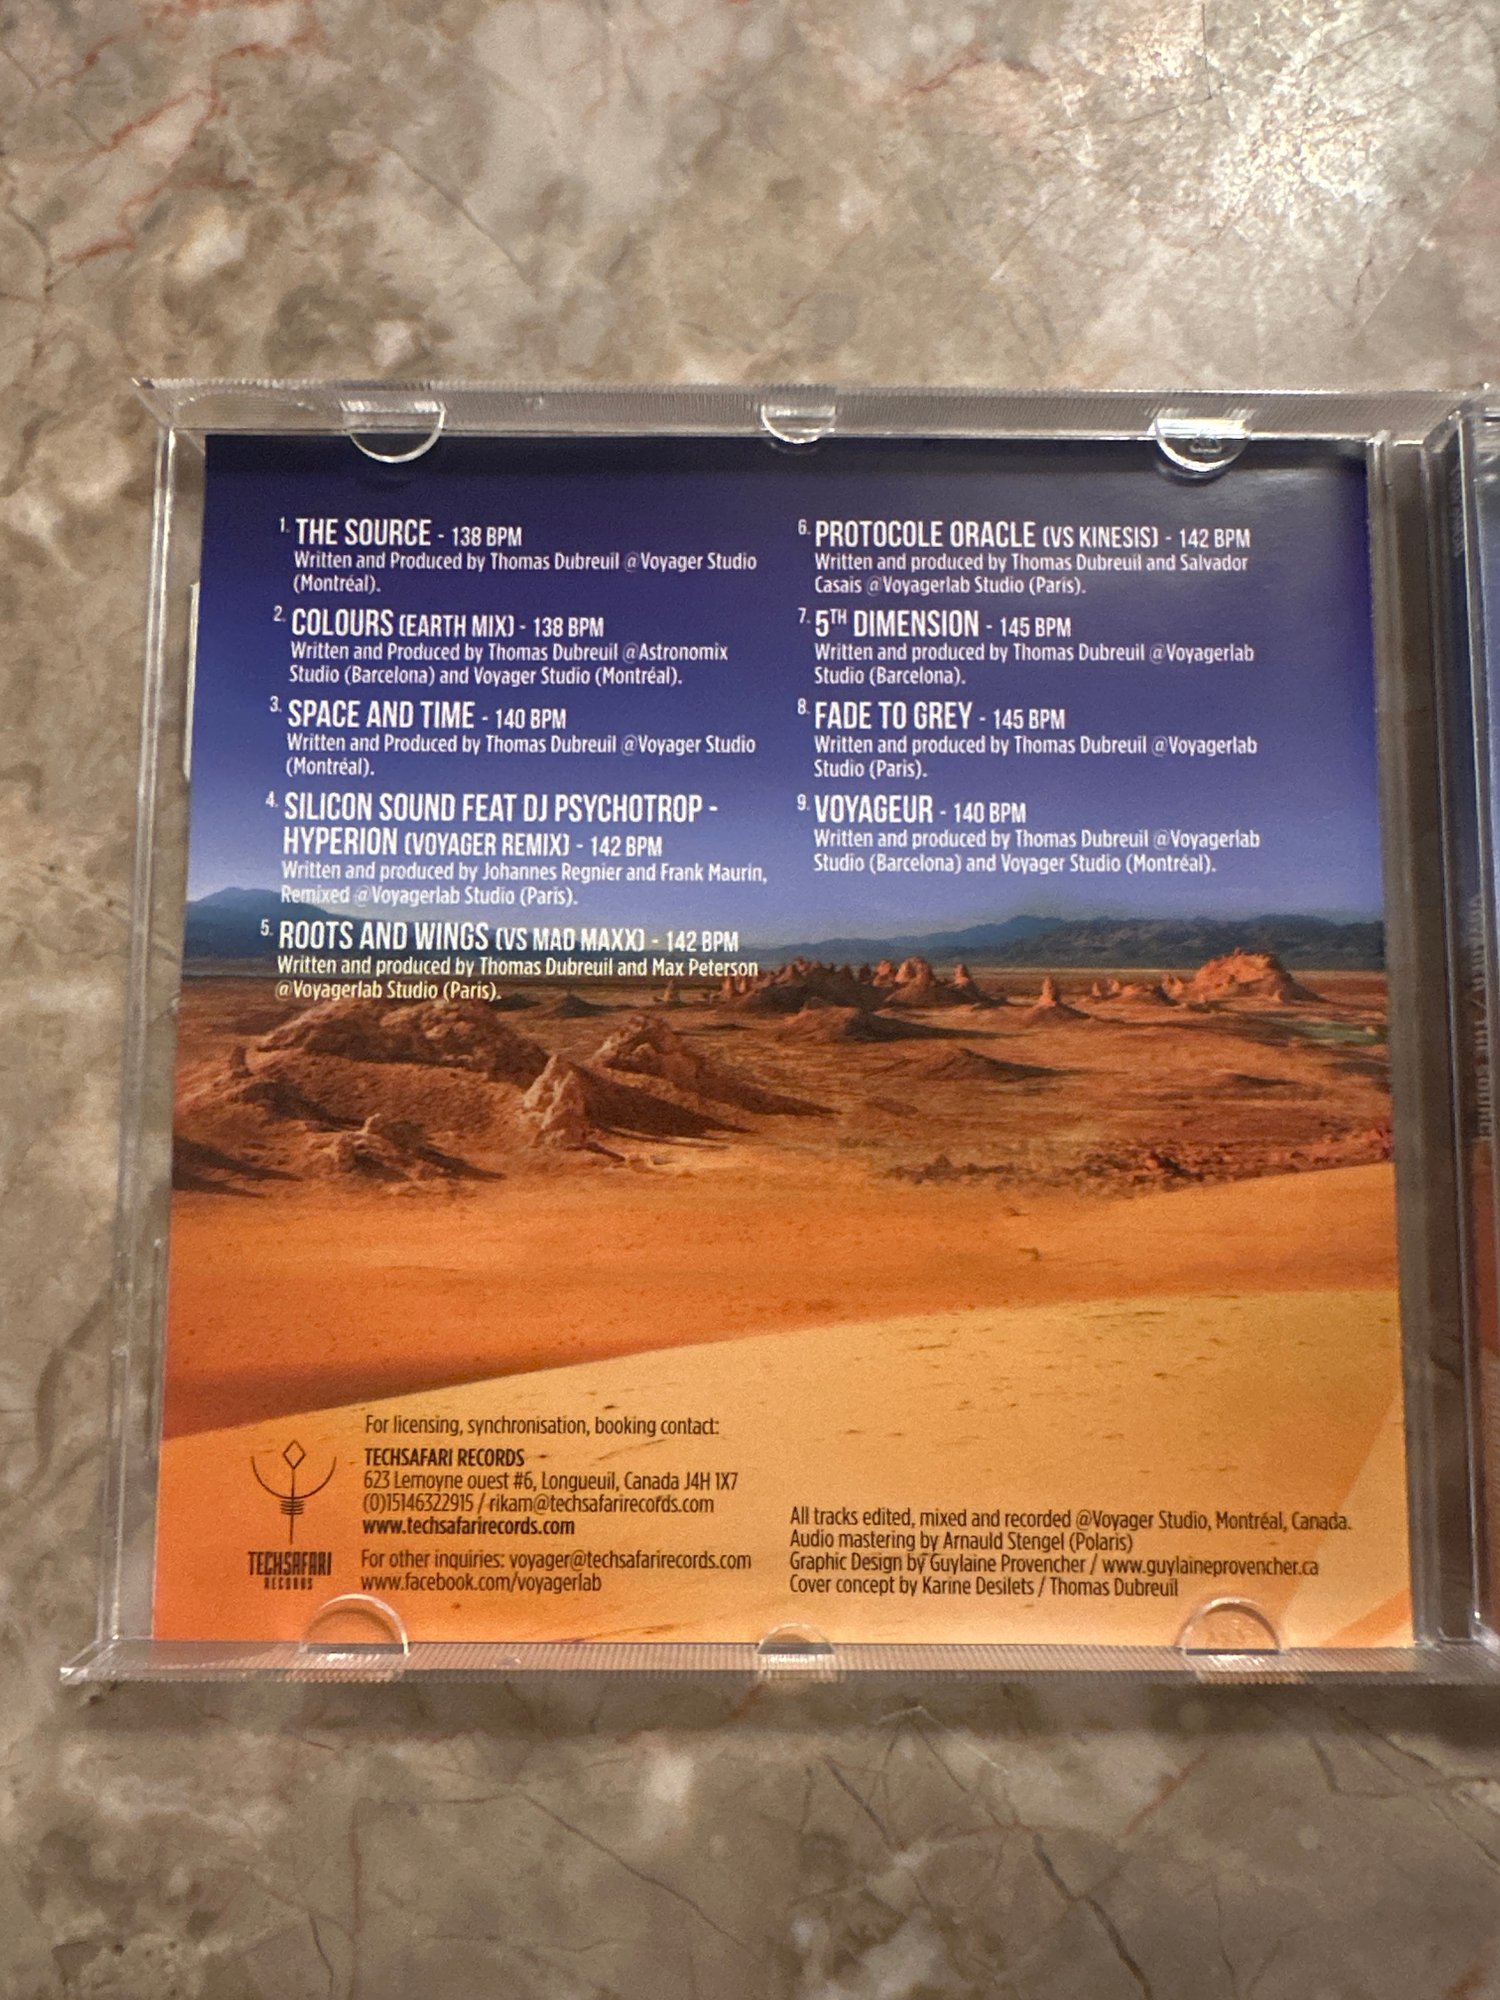 1. THE SOURCE - 138 BPM
Written and Produced by Thomas Dubreuil @Voyager Studio
(Montréal).
2. COLOURS (EARTH MIX) - 138 BPM
Written and Produced by Thomas Dubreuil @Astronomix
Studio (Barcelona) and Voyager Studio (Montréal).
3. SPACE AND TIME - 140 BPM
Written and Produced by Thomas Dubreuil @Voyager Studio
(Montréal).
4. SILICON SOUND FEAT DJ PSYCHOTROP -
HYPERION (VOYAGER REMIX) - 142 BPM
Written and produced by Johannes Regnier and Frank Maurin,
Remixed @Voyagerlab Studio (Paris).
5. ROOTS AND WINGS (VS MAD MAXX) - 142 BPM
Written and produced by Thomas Dubreuil and Max Peterson
@Voyagerlab Studio (Paris).
6. PROTOCOLE ORACLE (VS KINESIS) - 142 BPM
Written and produced by Thomas Dubreuil and Salvador
Casais @Voyagerlab Studio (Paris).
7. 5TH DIMENSION - 145 BPM
Written and produced by Thomas Dubreuil @Voyagerlab
Studio (Barcelona).
8. FADE TO GREY - 145 BPM
Written and produced by Thomas Dubreuil @Voyagerlab
Studio (Paris).
9. VOYAGEUR - 140 BPM
Written and produced by Thomas Dubreuil @Voyagerlab
Studio (Barcelona) and Voyager Studio (Montréal).
For licensing, synchronisation, booking contact:
TECHSAFARI RECORDS
623 Lemoyne ouest #6, Longueuil, Canada J4H 1X7
(0)15146322915 / rikam@techsafarirecords.com
www.techsafarirecords.com
For other inquiries: voyager@techsafarirecords.com
www.facebook.com/voyagerlab
TECHSAFARI
RECORDS
All tracks edited, mixed and recorded @Voyager Studio, Montréal, Canada.
Audio mastering by Arnauld Stengel (Polaris)
Graphic Design by Guylaine Provencher / www.guylaineprovencher.ca
Cover concept by Karine Desilets / Thomas Dubreuil
VOYAGER / THE SOURCE